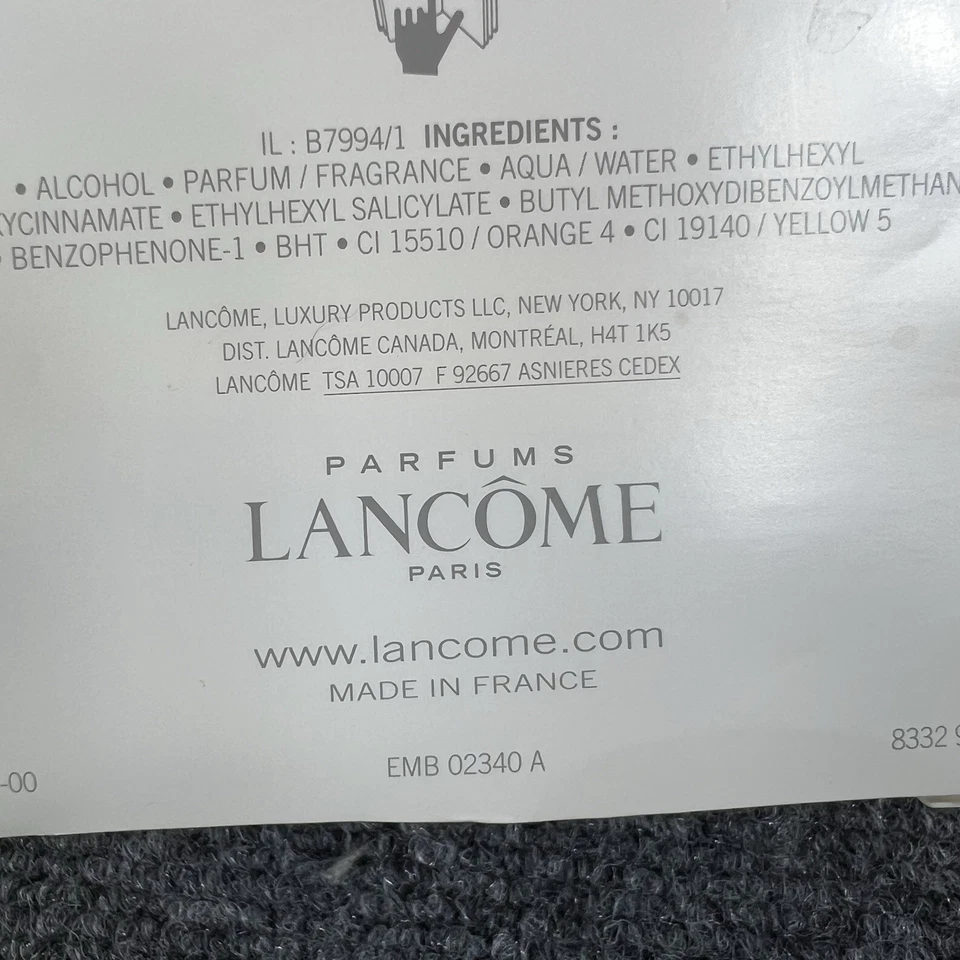 IL : B7994/1 INGREDIENTS :
• ALCOHOL • PARFUM / FRAGRANCE • AQUA / WATER • ETHYLHEXYL
YCINNAMATE • ETHYLHEXYL SALICYLATE • BUTYL METHOXYDIBENZOYLMETHAN
• BENZOPHENONE-1 • BHT • CI 15510 / ORANGE 4 • CI 19140 / YELLOW 5
LANCÔME, LUXURY PRODUCTS LLC, NEW YORK, NY 10017
DIST. LANCÔME CANADA, MONTRÉAL, H4T 1K5
LANCÔME TSA 10007 F 92667 ASNIERES CEDEX
PARFUMS
LANCÔME
PARIS
www.lancome.com
MADE IN FRANCE
8332 9
EMB 02340 A
-00